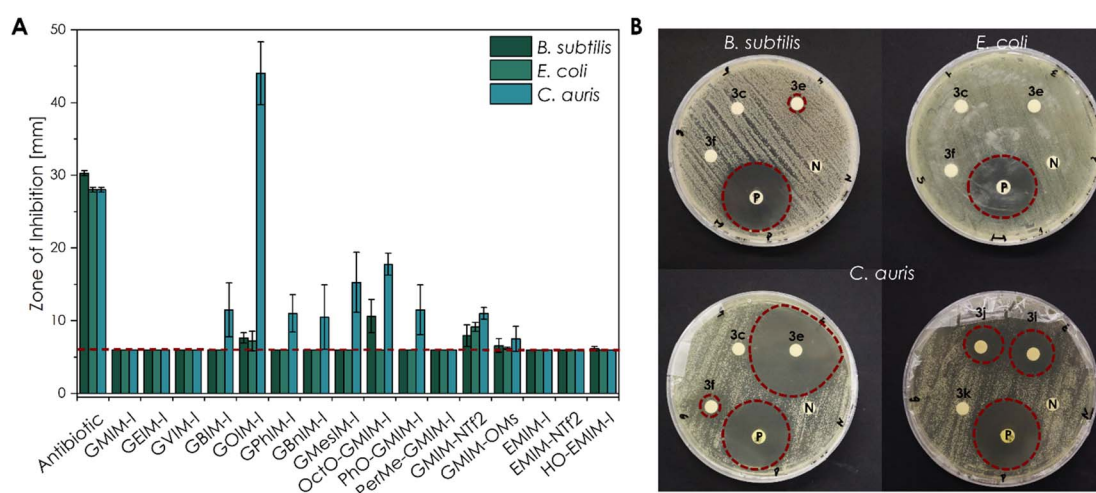 A
Zone of Inhibition [mm]
50
40
30
20
10
0
B. subtilis
E. coli
C. auris
Antibiotic
GMIM-I
GEIM-I
GVIM-I
GBIM-I
GOIM-I
GPhIM-I
GBnIM-I
GMesIM-I
OctO-GMIM-I
PhO-GMIM-I
PerMe-GMIM-I
GMIM-NTf2
GMIM-OMs
EMIM-I
EMIM-NTf2
HO-EMIM-I
B
B. subtilis
3c
3e
3f
N
P
E. coli
3c
3e
3f
N
P
C. auris
3c
3e
3f
N
P
3j
3i
3k
N
P